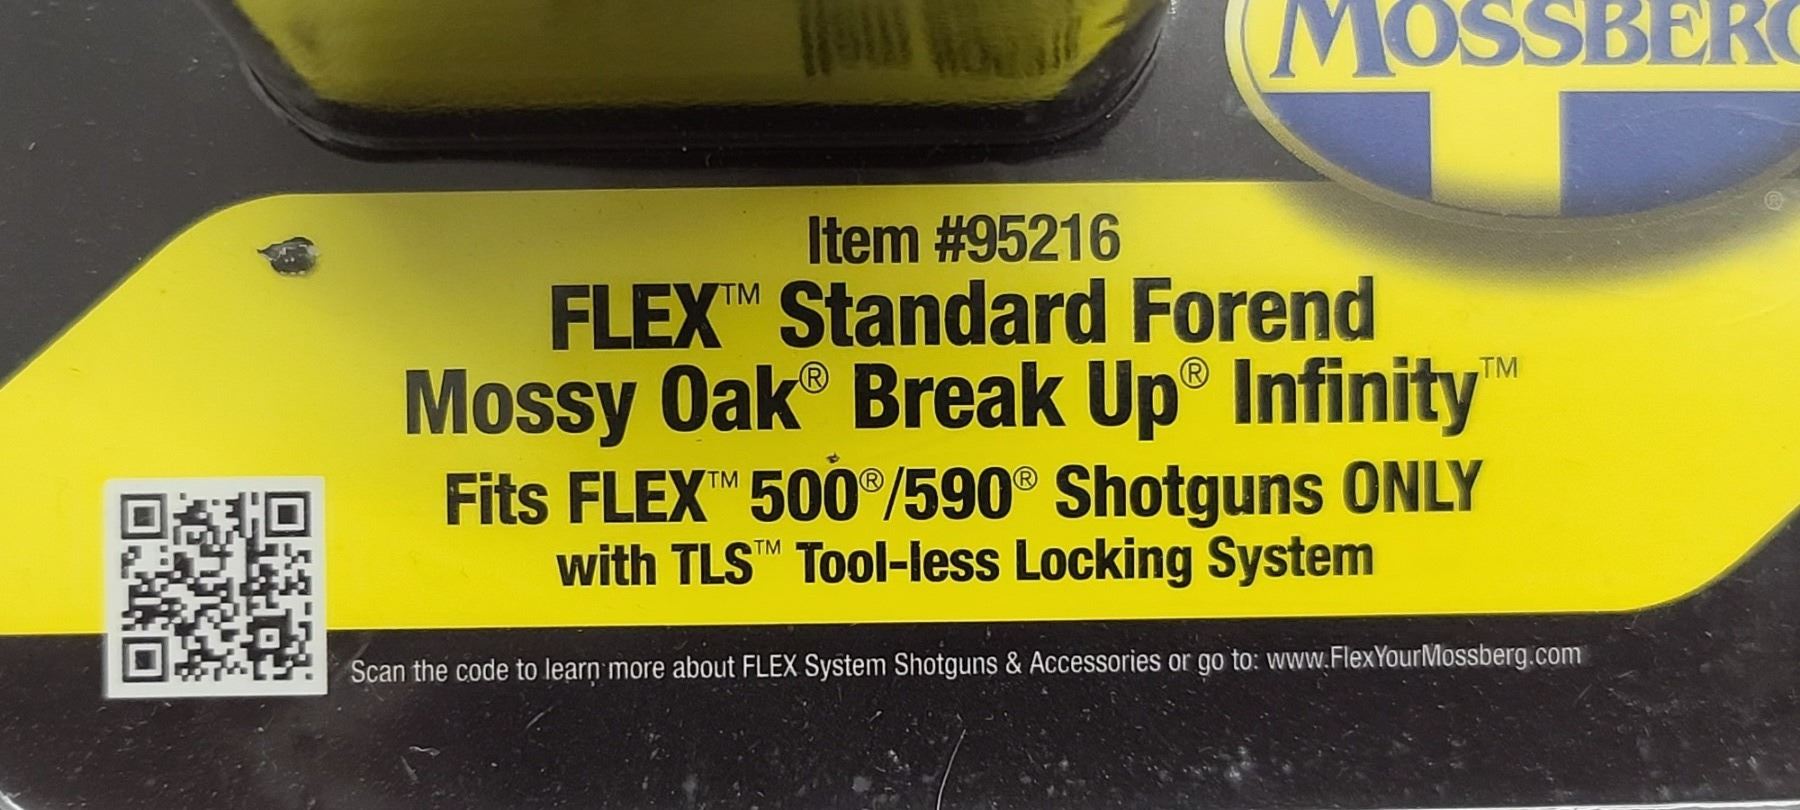 MOSSBERG
®
Item #95216
FLEX™ Standard Forend
Mossy Oak® Break Up® Infinity™
Fits FLEX™ 500®/590® Shotguns ONLY
with TLS™ Tool-less Locking System
Scan the code to learn more about FLEX System Shotguns & Accessories or go to: www.FlexYourMossberg.com